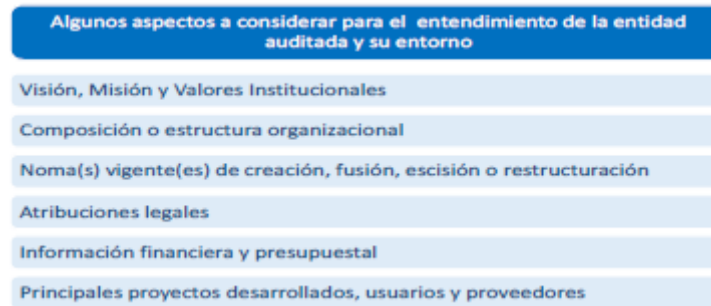 Algunos aspectos a considerar para el entendimiento de la entidad
auditada y su entorno
Visión, Misión y Valores Institucionales
Composición o estructura organizacional
Noma(s) vigente(es) de creación, fusión, escisión o restructuración
Atribuciones legales
Información financiera y presupuestal
Principales proyectos desarrollados, usuarios y proveedores